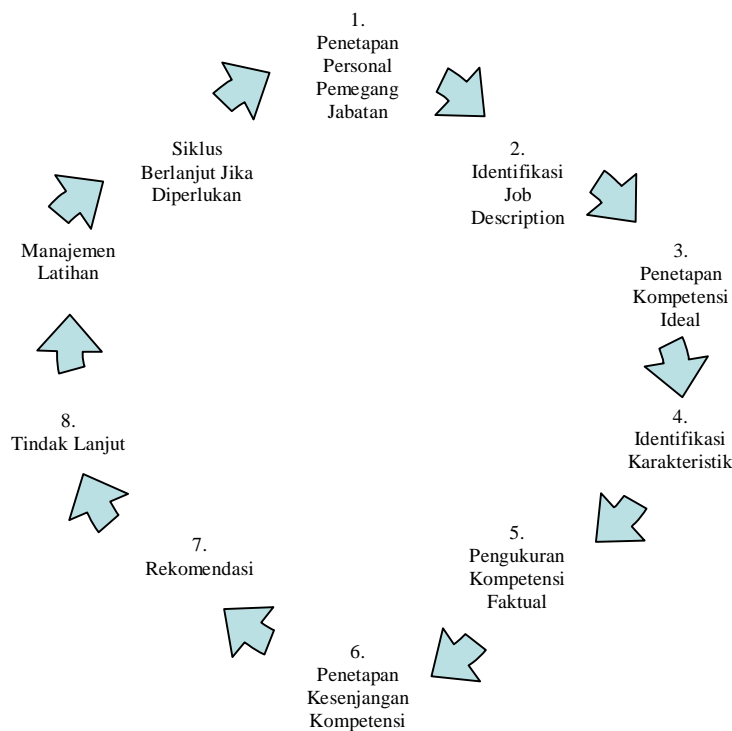 1.
Penetapan
Personal
Pemegang
Jabatan
2.
Identifikasi
Job
Description
3.
Penetapan
Kompetensi
Ideal
4.
Identifikasi
Karakteristik
5.
Pengukuran
Kompetensi
Faktual
6.
Penetapan
Kesenjangan
Kompetensi
7.
Rekomendasi
8.
Tindak Lanjut
Manajemen
Latihan
Siklus
Berlanjut Jika
Diperlukan